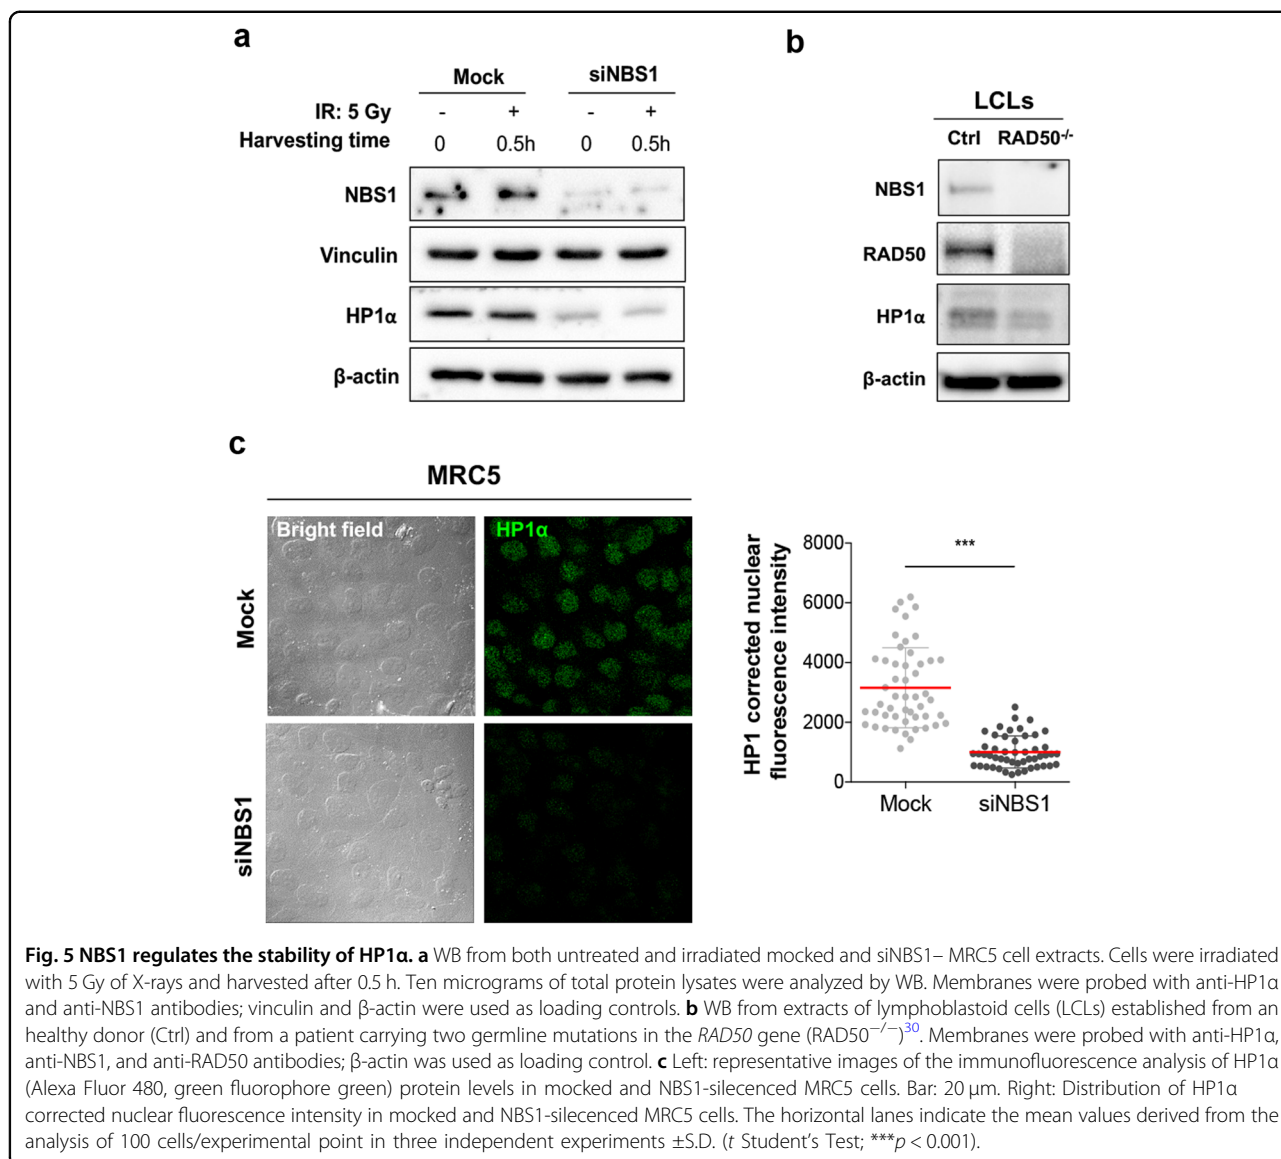 a
Mock siNBS1
IR: 5 Gy - + - +
Harvesting time 0 0.5h 0 0.5h
NBS1
Vinculin
HP1α
β-actin
b
LCLs
Ctrl RAD50-/-
NBS1
RAD50
HP1α
β-actin
c
MRC5
Bright field HP1α
Mock
siNBS1
HP1 corrected nuclear
fluorescence intensity
8000
6000
4000
2000
0
***
Mock siNBS1
Fig. 5 NBS1 regulates the stability of HP1α. a WB from both untreated and irradiated mocked and siNBS1– MRC5 cell extracts. Cells were irradiated
with 5 Gy of X-rays and harvested after 0.5 h. Ten micrograms of total protein lysates were analyzed by WB. Membranes were probed with anti-HP1α
and anti-NBS1 antibodies; vinculin and β-actin were used as loading controls. b WB from extracts of lymphoblastoid cells (LCLs) established from an
healthy donor (Ctrl) and from a patient carrying two germline mutations in the RAD50 gene (RAD50−/−)30. Membranes were probed with anti-HP1α,
anti-NBS1, and anti-RAD50 antibodies; β-actin was used as loading control. c Left: representative images of the immunofluorescence analysis of HP1α
(Alexa Fluor 480, green fluorophore green) protein levels in mocked and NBS1-silecenced MRC5 cells. Bar: 20 μm. Right: Distribution of HP1α
corrected nuclear fluorescence intensity in mocked and NBS1-silecenced MRC5 cells. The horizontal lanes indicate the mean values derived from the
analysis of 100 cells/experimental point in three independent experiments ±S.D. (t Student's Test; ***p < 0.001).